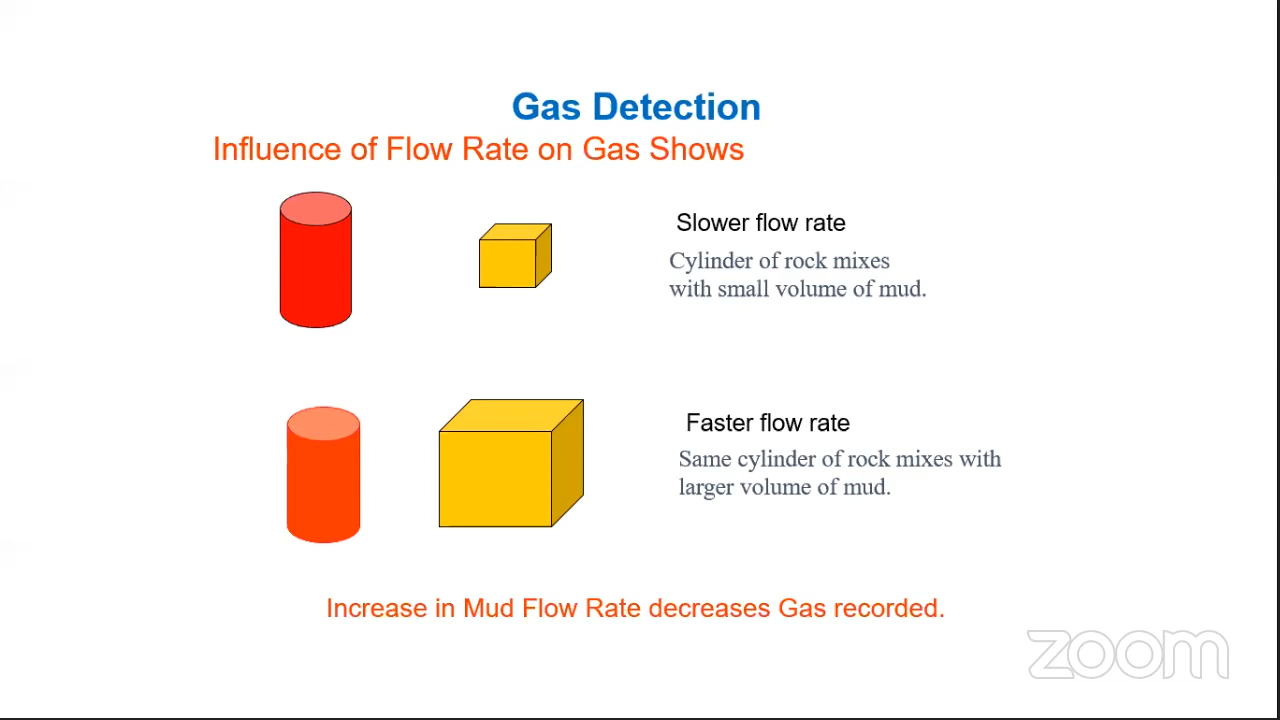 Gas Detection
Influence of Flow Rate on Gas Shows
Slower flow rate
Cylinder of rock mixes
with small volume of mud.
Faster flow rate
Same cylinder of rock mixes with
larger volume of mud.
Increase in Mud Flow Rate decreases Gas recorded.
zoom